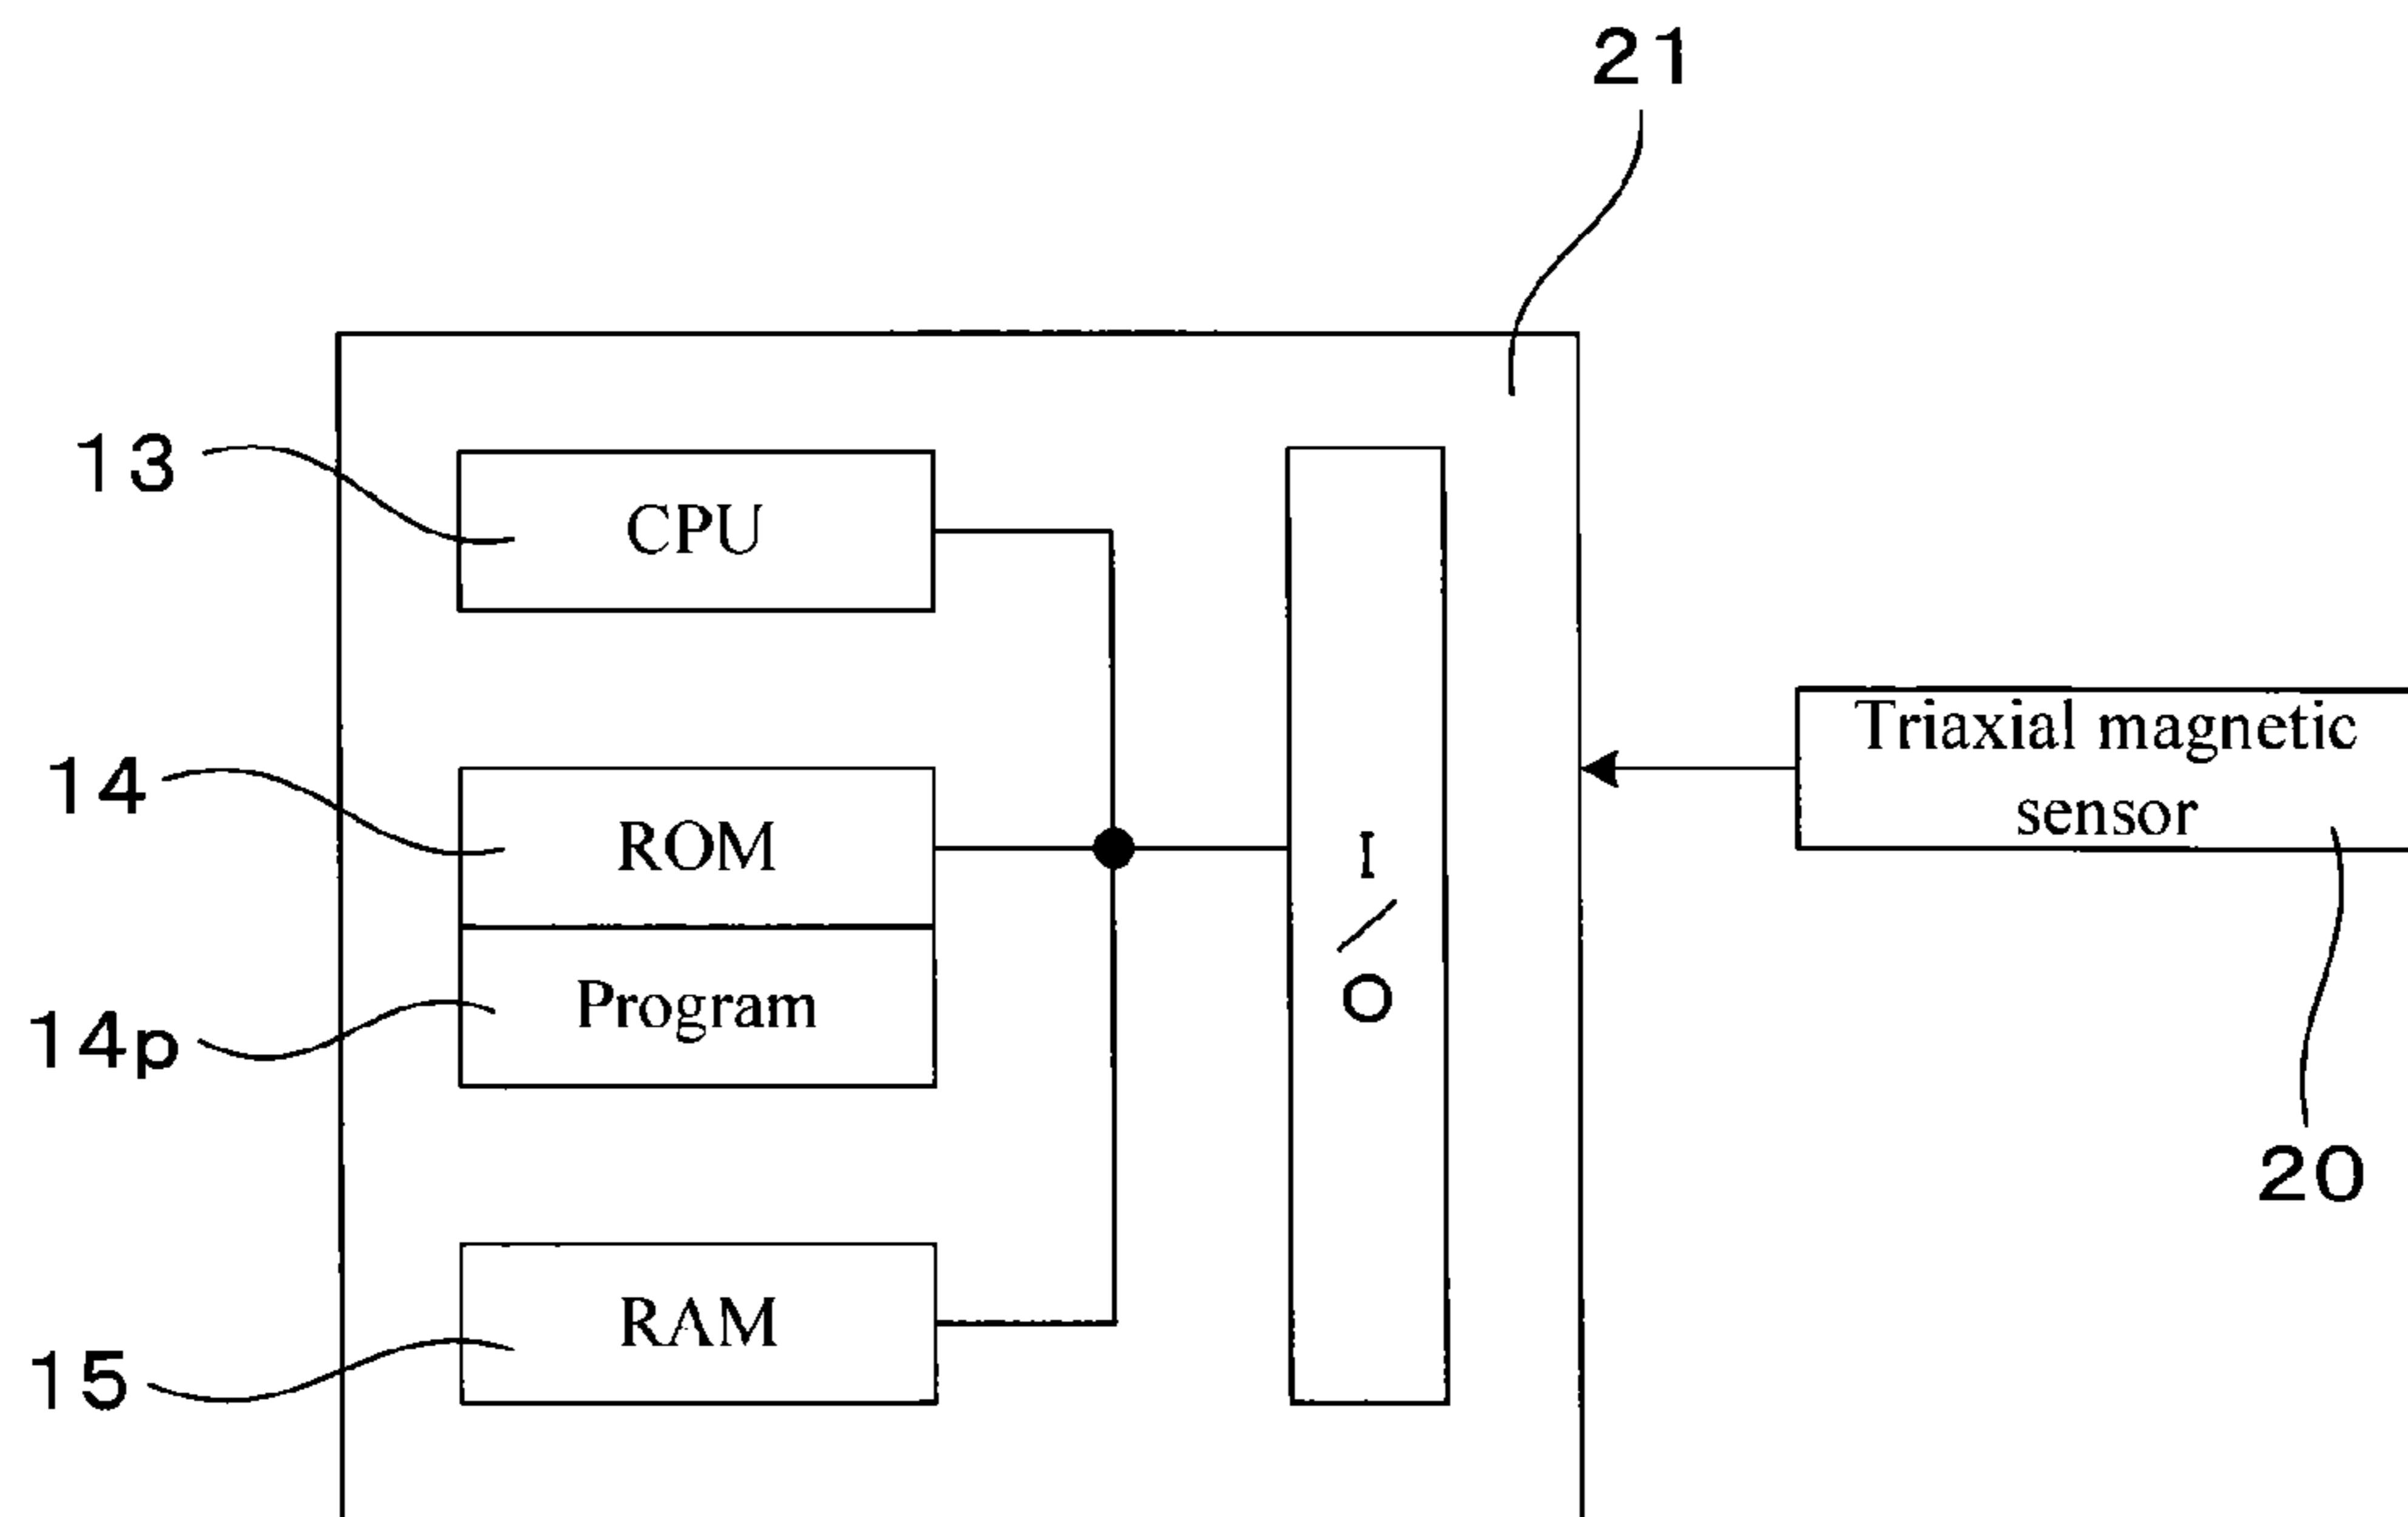 21
13
CPU
14
ROM
Triaxial magnetic
sensor
I
/
O
14p
Program
20
15
RAM